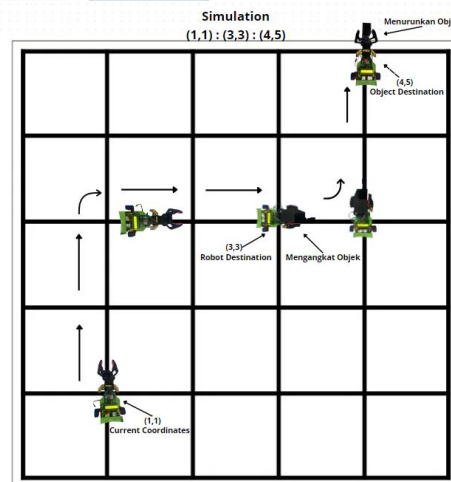 Simulation
(1,1) : (3,3) : (4,5)
Menurunkan Obj
(4,5)
Object Destination
(3,3)
Robot Destination
Mengangkat Objek
(1,1)
Current Coordinates